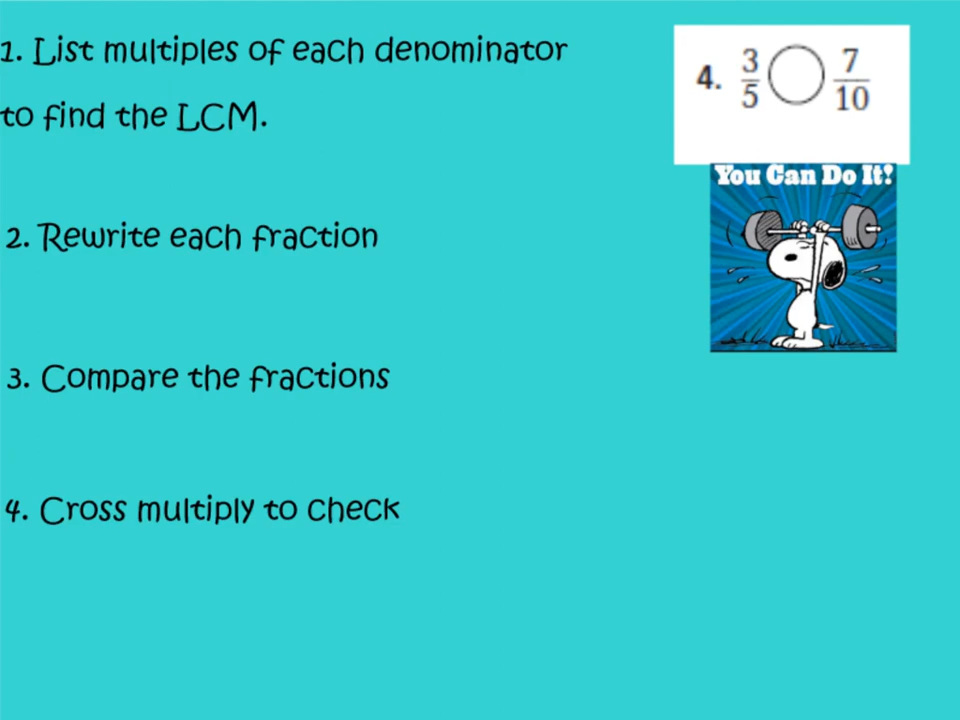 1. List multiples of each denominator
to find the LCM.
4. 3/5 ◯ 7/10
You Can Do It!
2. Rewrite each fraction
3. Compare the fractions
4. Cross multiply to check